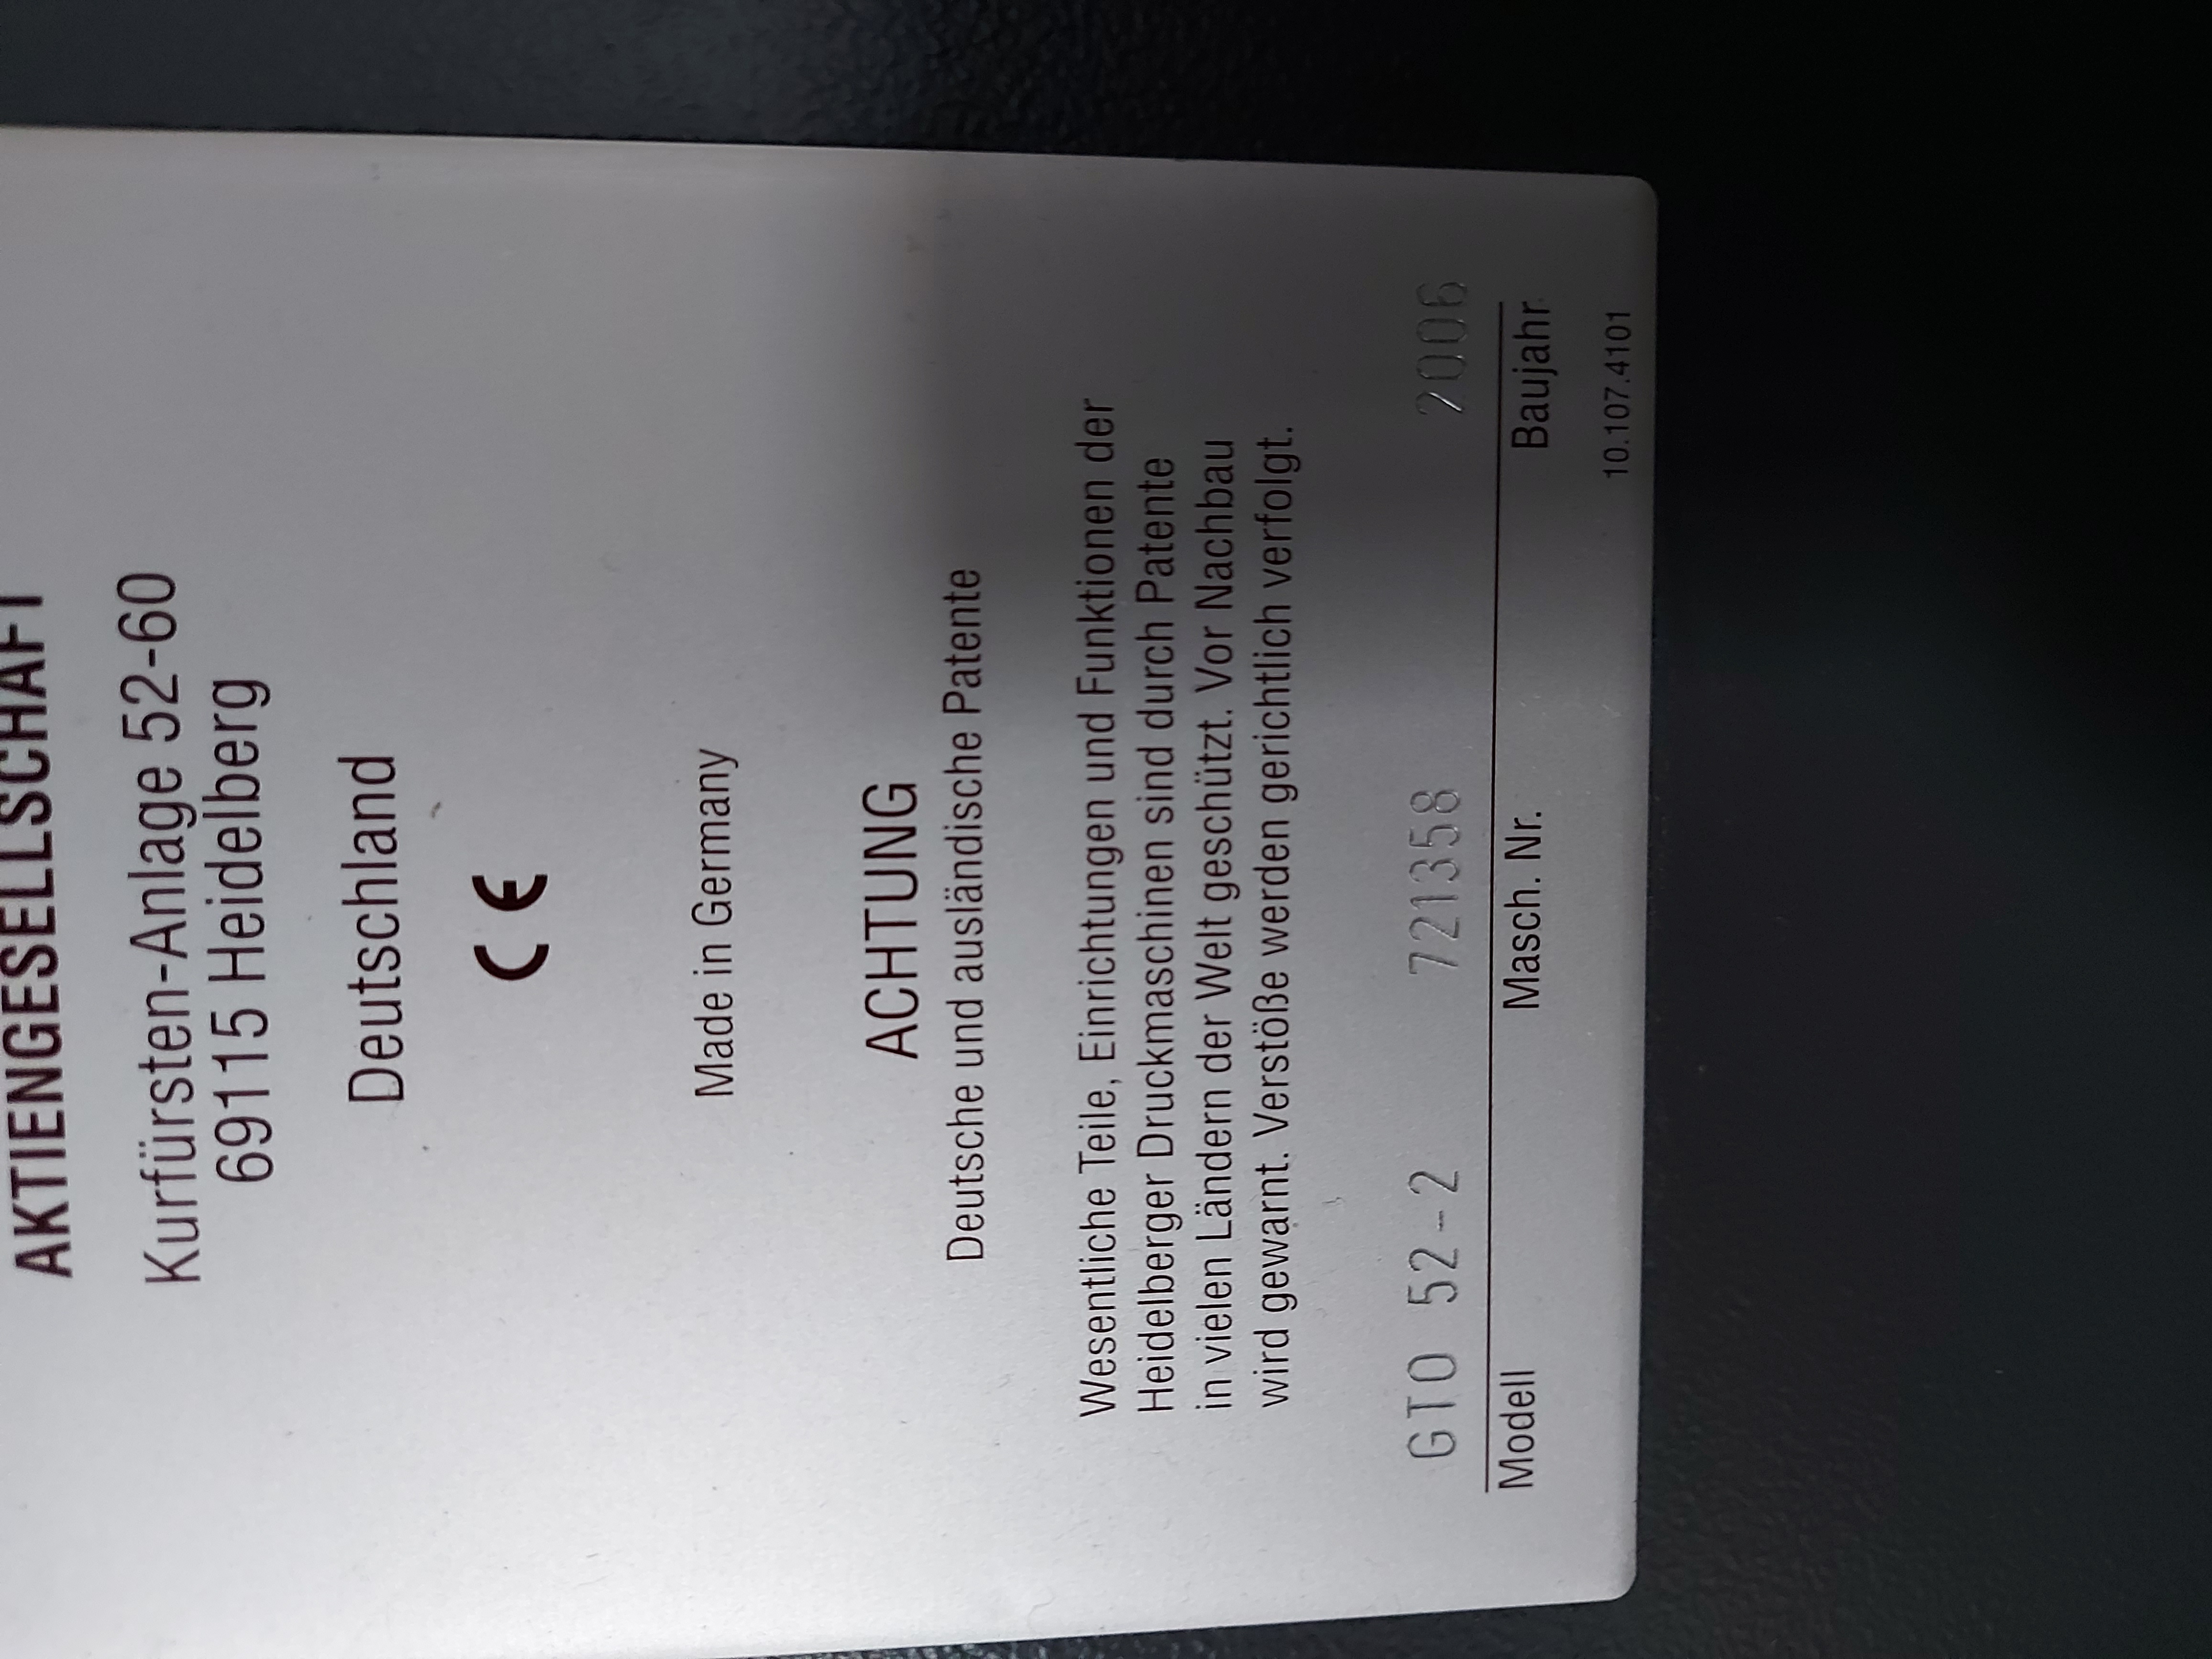 AKTIENGESELLSCHAFT
Kurfürsten-Anlage 52-60
69115 Heidelberg
Deutschland
CE
Made in Germany
ACHTUNG
Deutsche und ausländische Patente
Wesentliche Teile, Einrichtungen und Funktionen der
Heidelberger Druckmaschinen sind durch Patente
in vielen Ländern der Welt geschützt. Vor Nachbau
wird gewarnt. Verstöße werden gerichtlich verfolgt.
GTO 52-2 721358 2006
Modell Masch. Nr. Baujahr
10.107.4101